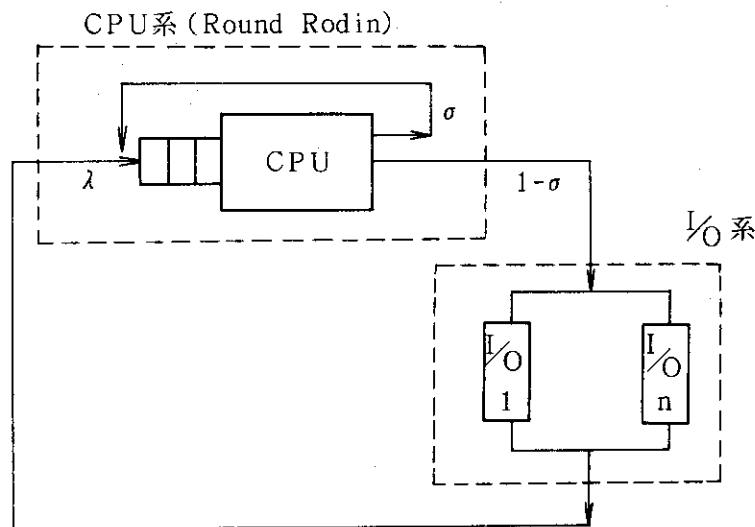 CPU系(Round Rodin)
σ
CPU
λ
1-σ
I/O系
I/O
1
I/O
n